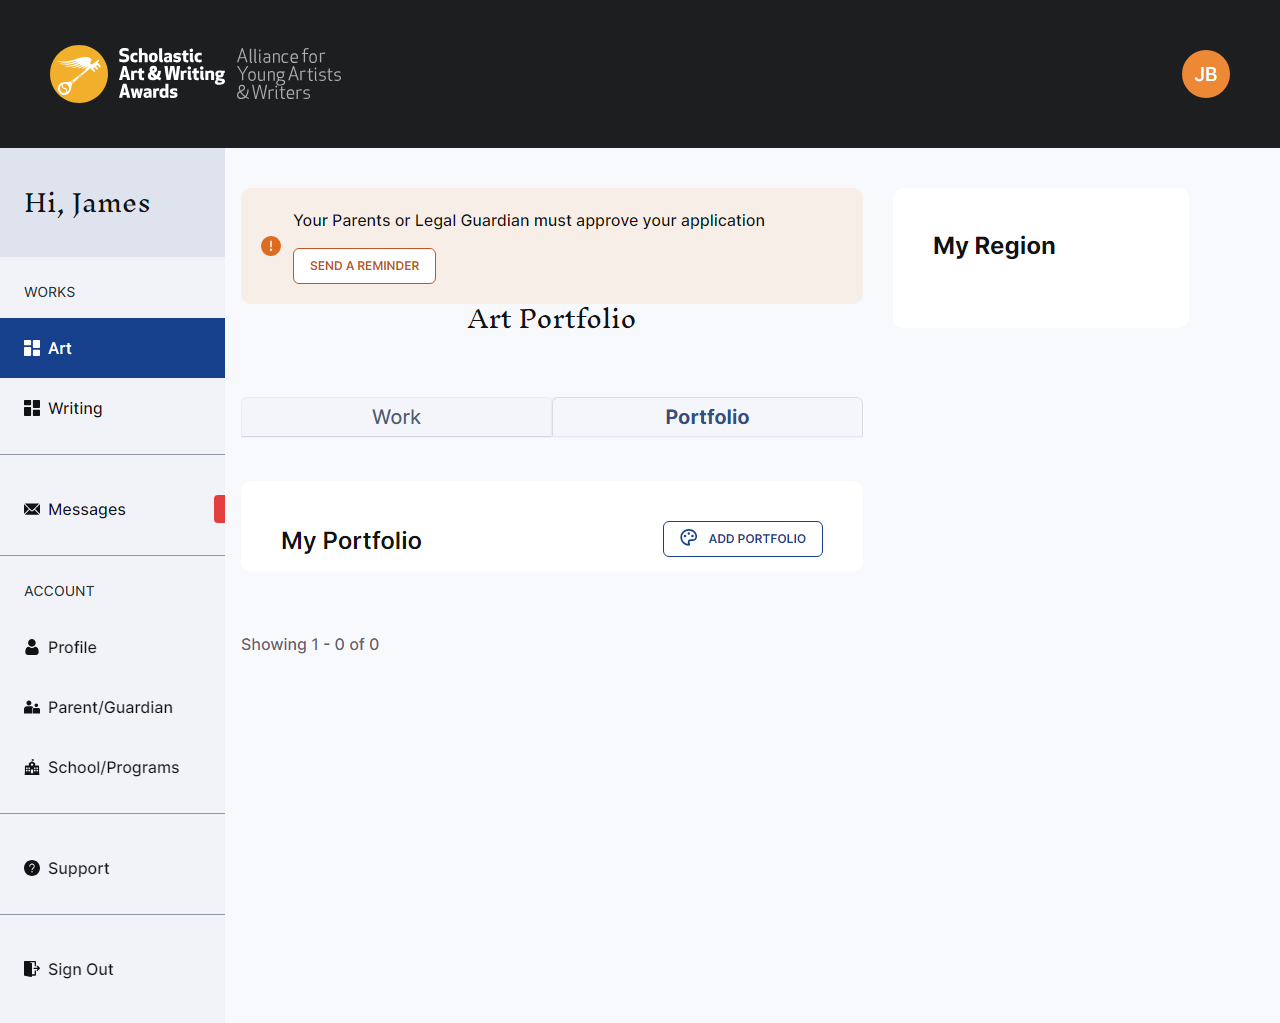 Scholastic
Art & Writing
Awards
Alliance for
Young Artists
& Writers
JB
Hi, James
WORKS
Art
Writing
Messages
ACCOUNT
Profile
Parent/Guardian
School/Programs
Support
Sign Out
Your Parents or Legal Guardian must approve your application
SEND A REMINDER
Art Portfolio
Work
Portfolio
My Portfolio
ADD PORTFOLIO
Showing 1 - 0 of 0
My Region